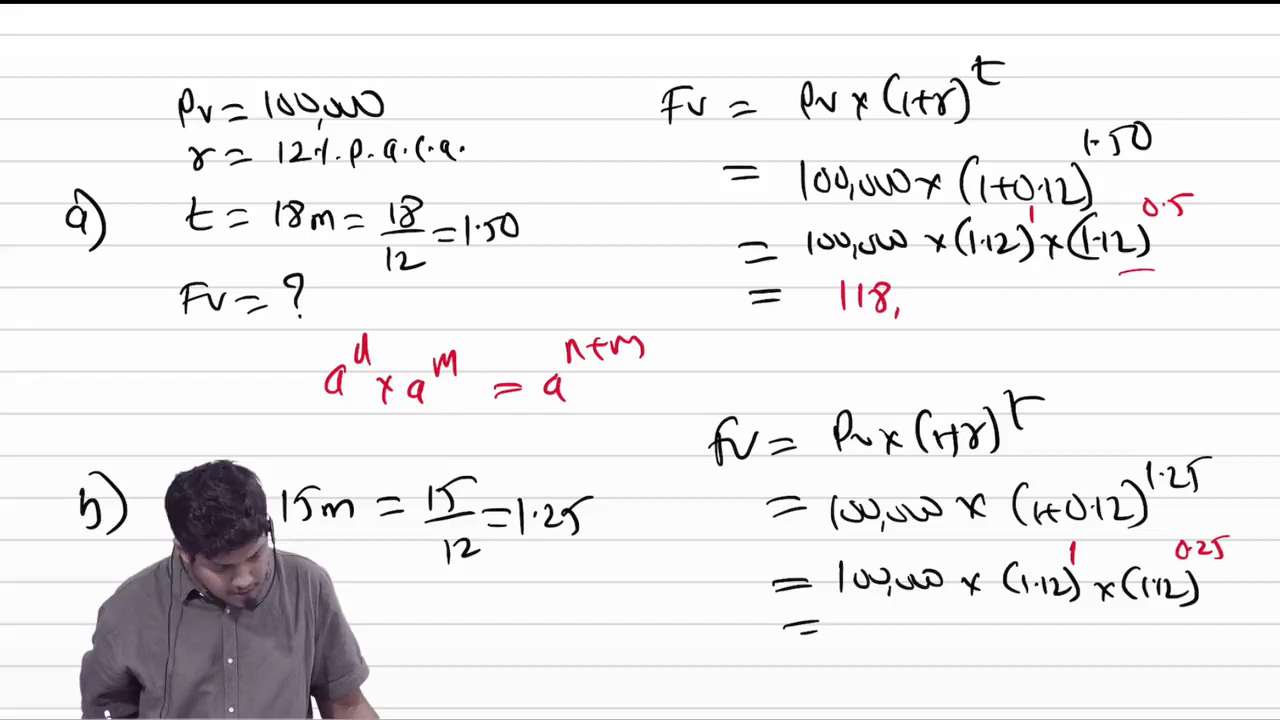 PV = 100,000
r = 12%. p.a.c.a.
a) t = 18m = 18/12 = 1.50
FV = ?
FV = PV × (1+r)^t
= 100,000 × (1+0.12)^1.50
= 100,000 × (1.12)^1 × (1.12)^0.5
= 118,
a^n × a^m = a^n+m
b) 15m = 15/12 = 1.25
FV = PV × (1+r)^t
= 100,000 × (1+0.12)^1.25
= 100,000 × (1.12)^1 × (1.12)^0.25
=